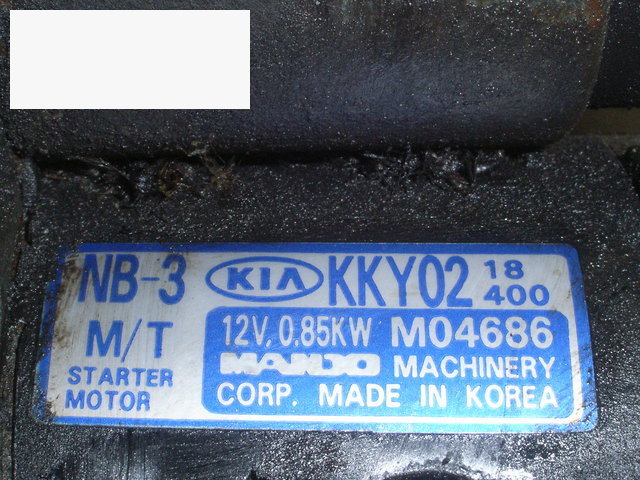 NB-3 KIA KKY02 18 400
M/T 12V, 0.85KW M04686
STARTER MANDO MACHINERY
MOTOR CORP. MADE IN KOREA